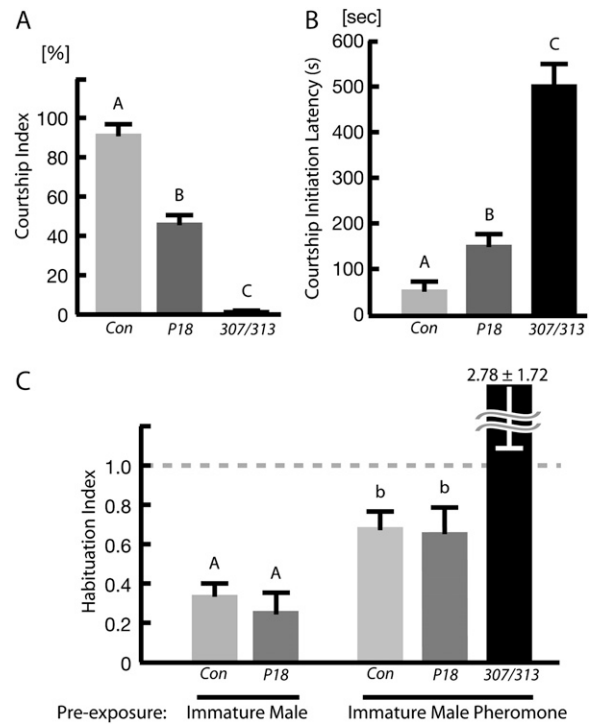 A
[%]
Courtship Index
100
80
60
40
20
0
A
B
C
Con
P18
307/313
B
[sec]
Courtship Initiation Latency (s)
600
500
400
300
200
100
0
A
B
C
Con
P18
307/313
C
Habituation Index
1.0
0.8
0.6
0.4
0.2
0
A
A
b
b
2.78 ± 1.72
Con
P18
Con
P18
307/313
Pre-exposure: Immature Male Immature Male Pheromone